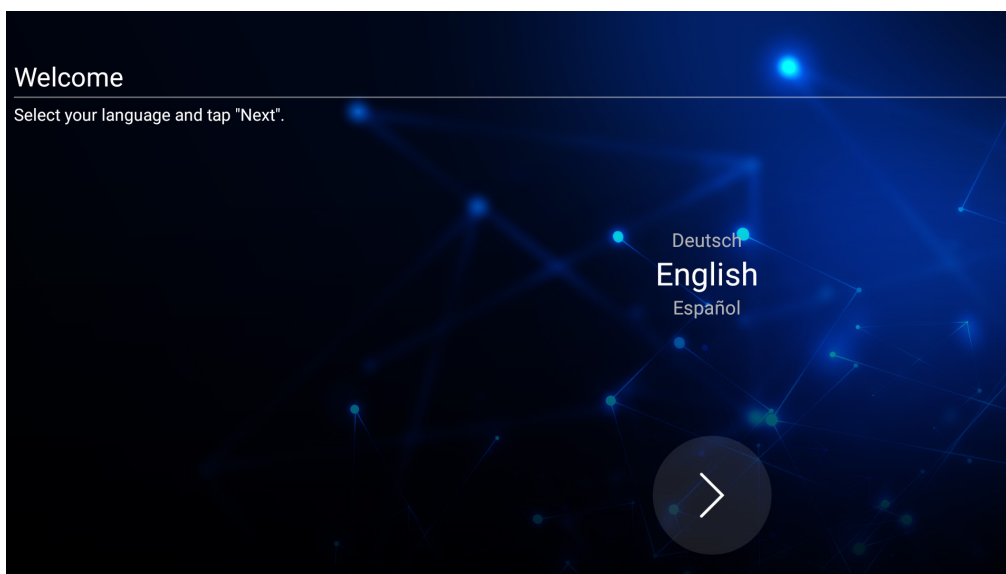 Welcome
Select your language and tap "Next".
Deutsch
English
Español